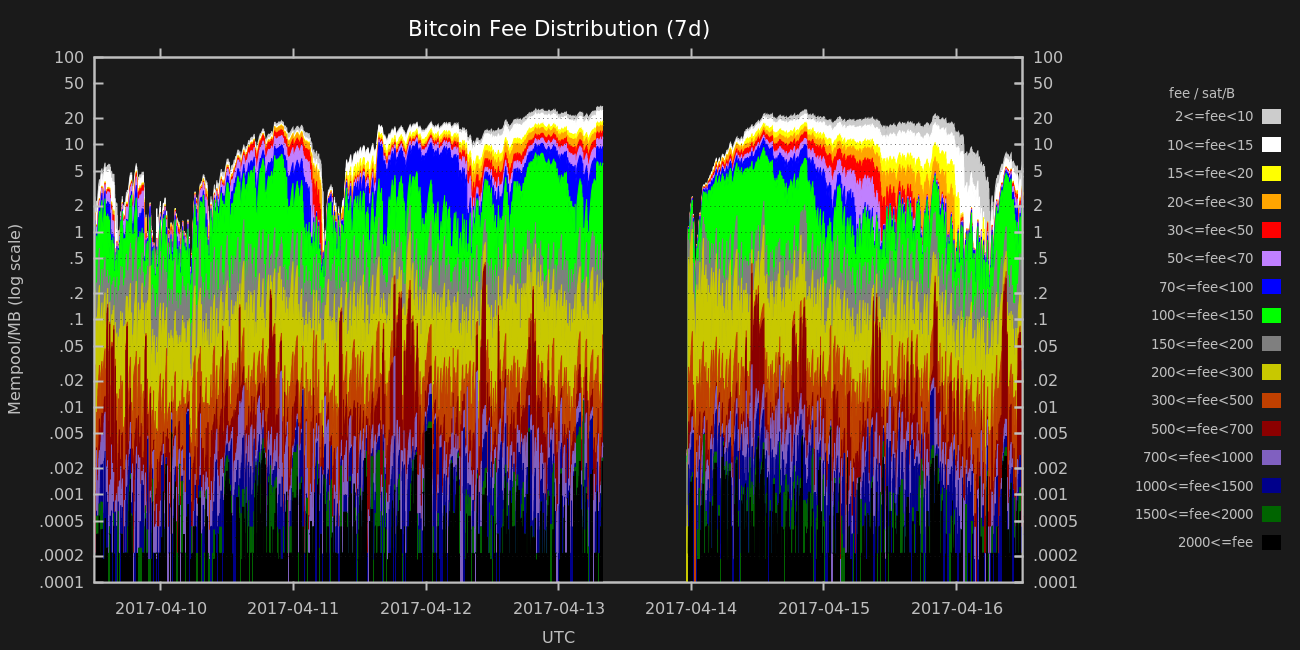 Bitcoin Fee Distribution (7d)
Mempool/MB (log scale)
100
50
20
10
5
2
1
.5
.2
.1
.05
.02
.01
.005
.002
.001
.0005
.0002
.0001
100
50
20
10
5
2
1
.5
.2
.1
.05
.02
.01
.005
.002
.001
.0005
.0002
.0001
2017-04-10 2017-04-11 2017-04-12 2017-04-13 2017-04-14 2017-04-15 2017-04-16
UTC
fee / sat/B
2<=fee<10
10<=fee<15
15<=fee<20
20<=fee<30
30<=fee<50
50<=fee<70
70<=fee<100
100<=fee<150
150<=fee<200
200<=fee<300
300<=fee<500
500<=fee<700
700<=fee<1000
1000<=fee<1500
1500<=fee<2000
2000<=fee